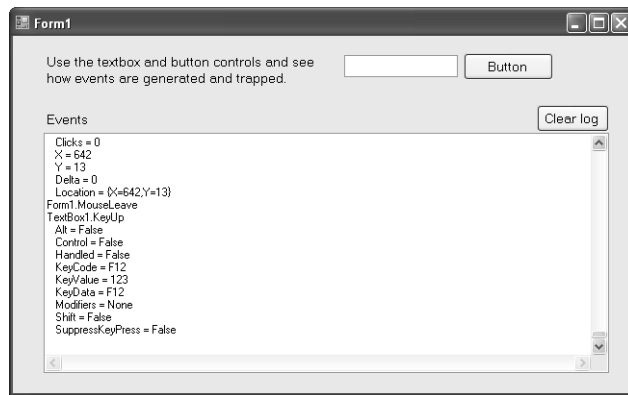 Form1
Use the textbox and button controls and see
how events are generated and trapped.
Button
Events
Clear log
Clicks = 0
X = 642
Y = 13
Delta = 0
Location = {X=642,Y=13}
Form1.MouseLeave
TextBox1.KeyUp
Alt = False
Control = False
Handled = False
KeyCode = F12
KeyValue = 123
KeyData = F12
Modifiers = None
Shift = False
SuppressKeyPress = False